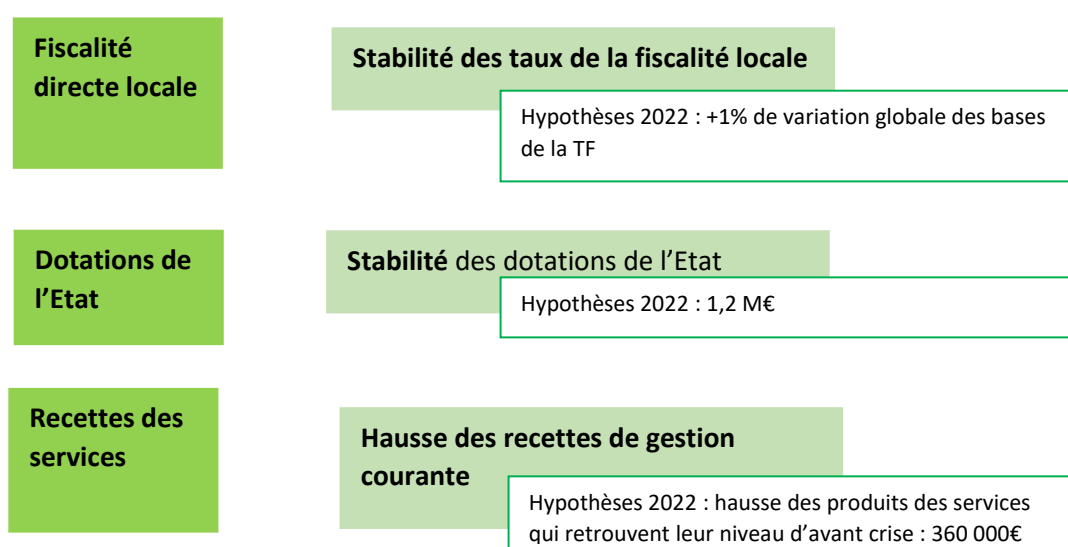 Fiscalité
directe locale
Stabilité des taux de la fiscalité locale
Hypothèses 2022 : +1% de variation globale des bases
de la TF
Dotations de
l’Etat
Stabilité des dotations de l’Etat
Hypothèses 2022 : 1,2 M€
Recettes des
services
Hausse des recettes de gestion
courante
Hypothèses 2022 : hausse des produits des services
qui retrouvent leur niveau d’avant crise : 360 000€